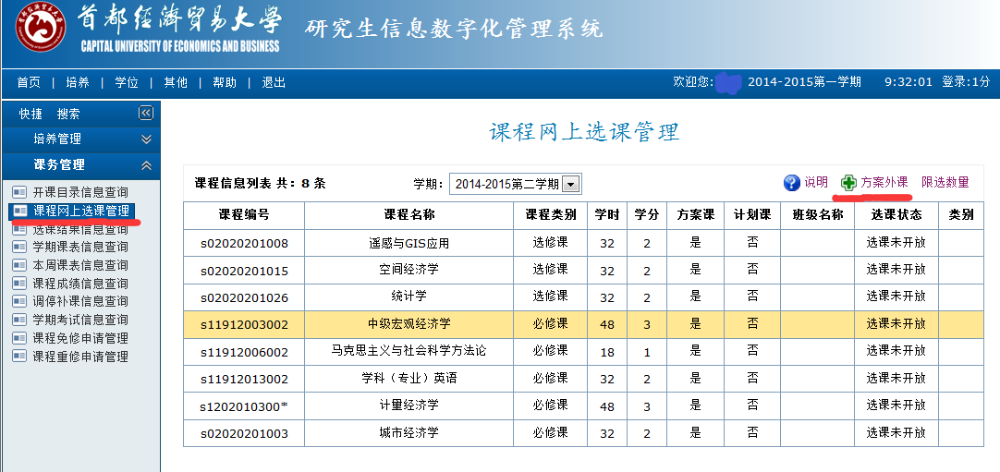 首都經濟貿易大學
CAPITAL UNIVERSITY OF ECONOMICS AND BUSINESS
研究生信息数字化管理系统
首页 | 培养 | 学位 | 其他 | 帮助 | 退出
欢迎您: 2014-2015第一学期 9:32:01 登录:1分
快捷 搜索
培养管理
课务管理
开课目录信息查询
课程网上选课管理
选课结果信息查询
学期课表信息查询
本周课表信息查询
课程成绩信息查询
调停补课信息查询
学期考试信息查询
课程免修申请管理
课程重修申请管理
课程网上选课管理
课程信息列表 共：8 条 学期： 2014-2015第二学期 说明 方案外课 限选数量
课程编号 课程名称 课程类别 学时 学分 方案课 计划课 班级名称 选课状态 类别
s02020201008 遥感与GIS应用 选修课 32 2 是 否 选课未开放
s02020201015 空间经济学 选修课 32 2 是 否 选课未开放
s02020201026 统计学 选修课 32 2 是 否 选课未开放
s11912003002 中级宏观经济学 必修课 48 3 是 否 选课未开放
s11912006002 马克思主义与社会科学方法论 必修课 18 1 是 否 选课未开放
s11912013002 学科（专业）英语 必修课 32 2 是 否 选课未开放
s1202010300* 计量经济学 必修课 48 3 是 否 选课未开放
s02020201003 城市经济学 必修课 32 2 是 否 选课未开放